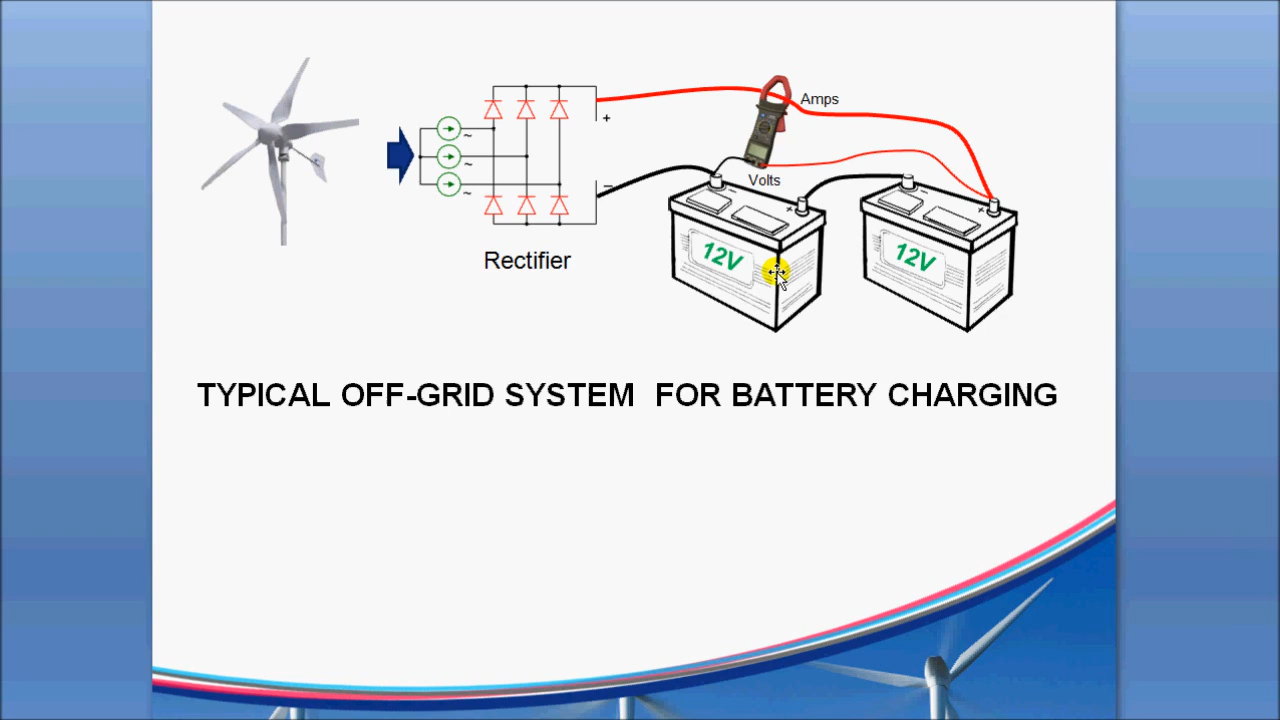 Amps
+
~
~
~
Volts
−
− + − +
12V 12V
Rectifier
TYPICAL OFF-GRID SYSTEM FOR BATTERY CHARGING